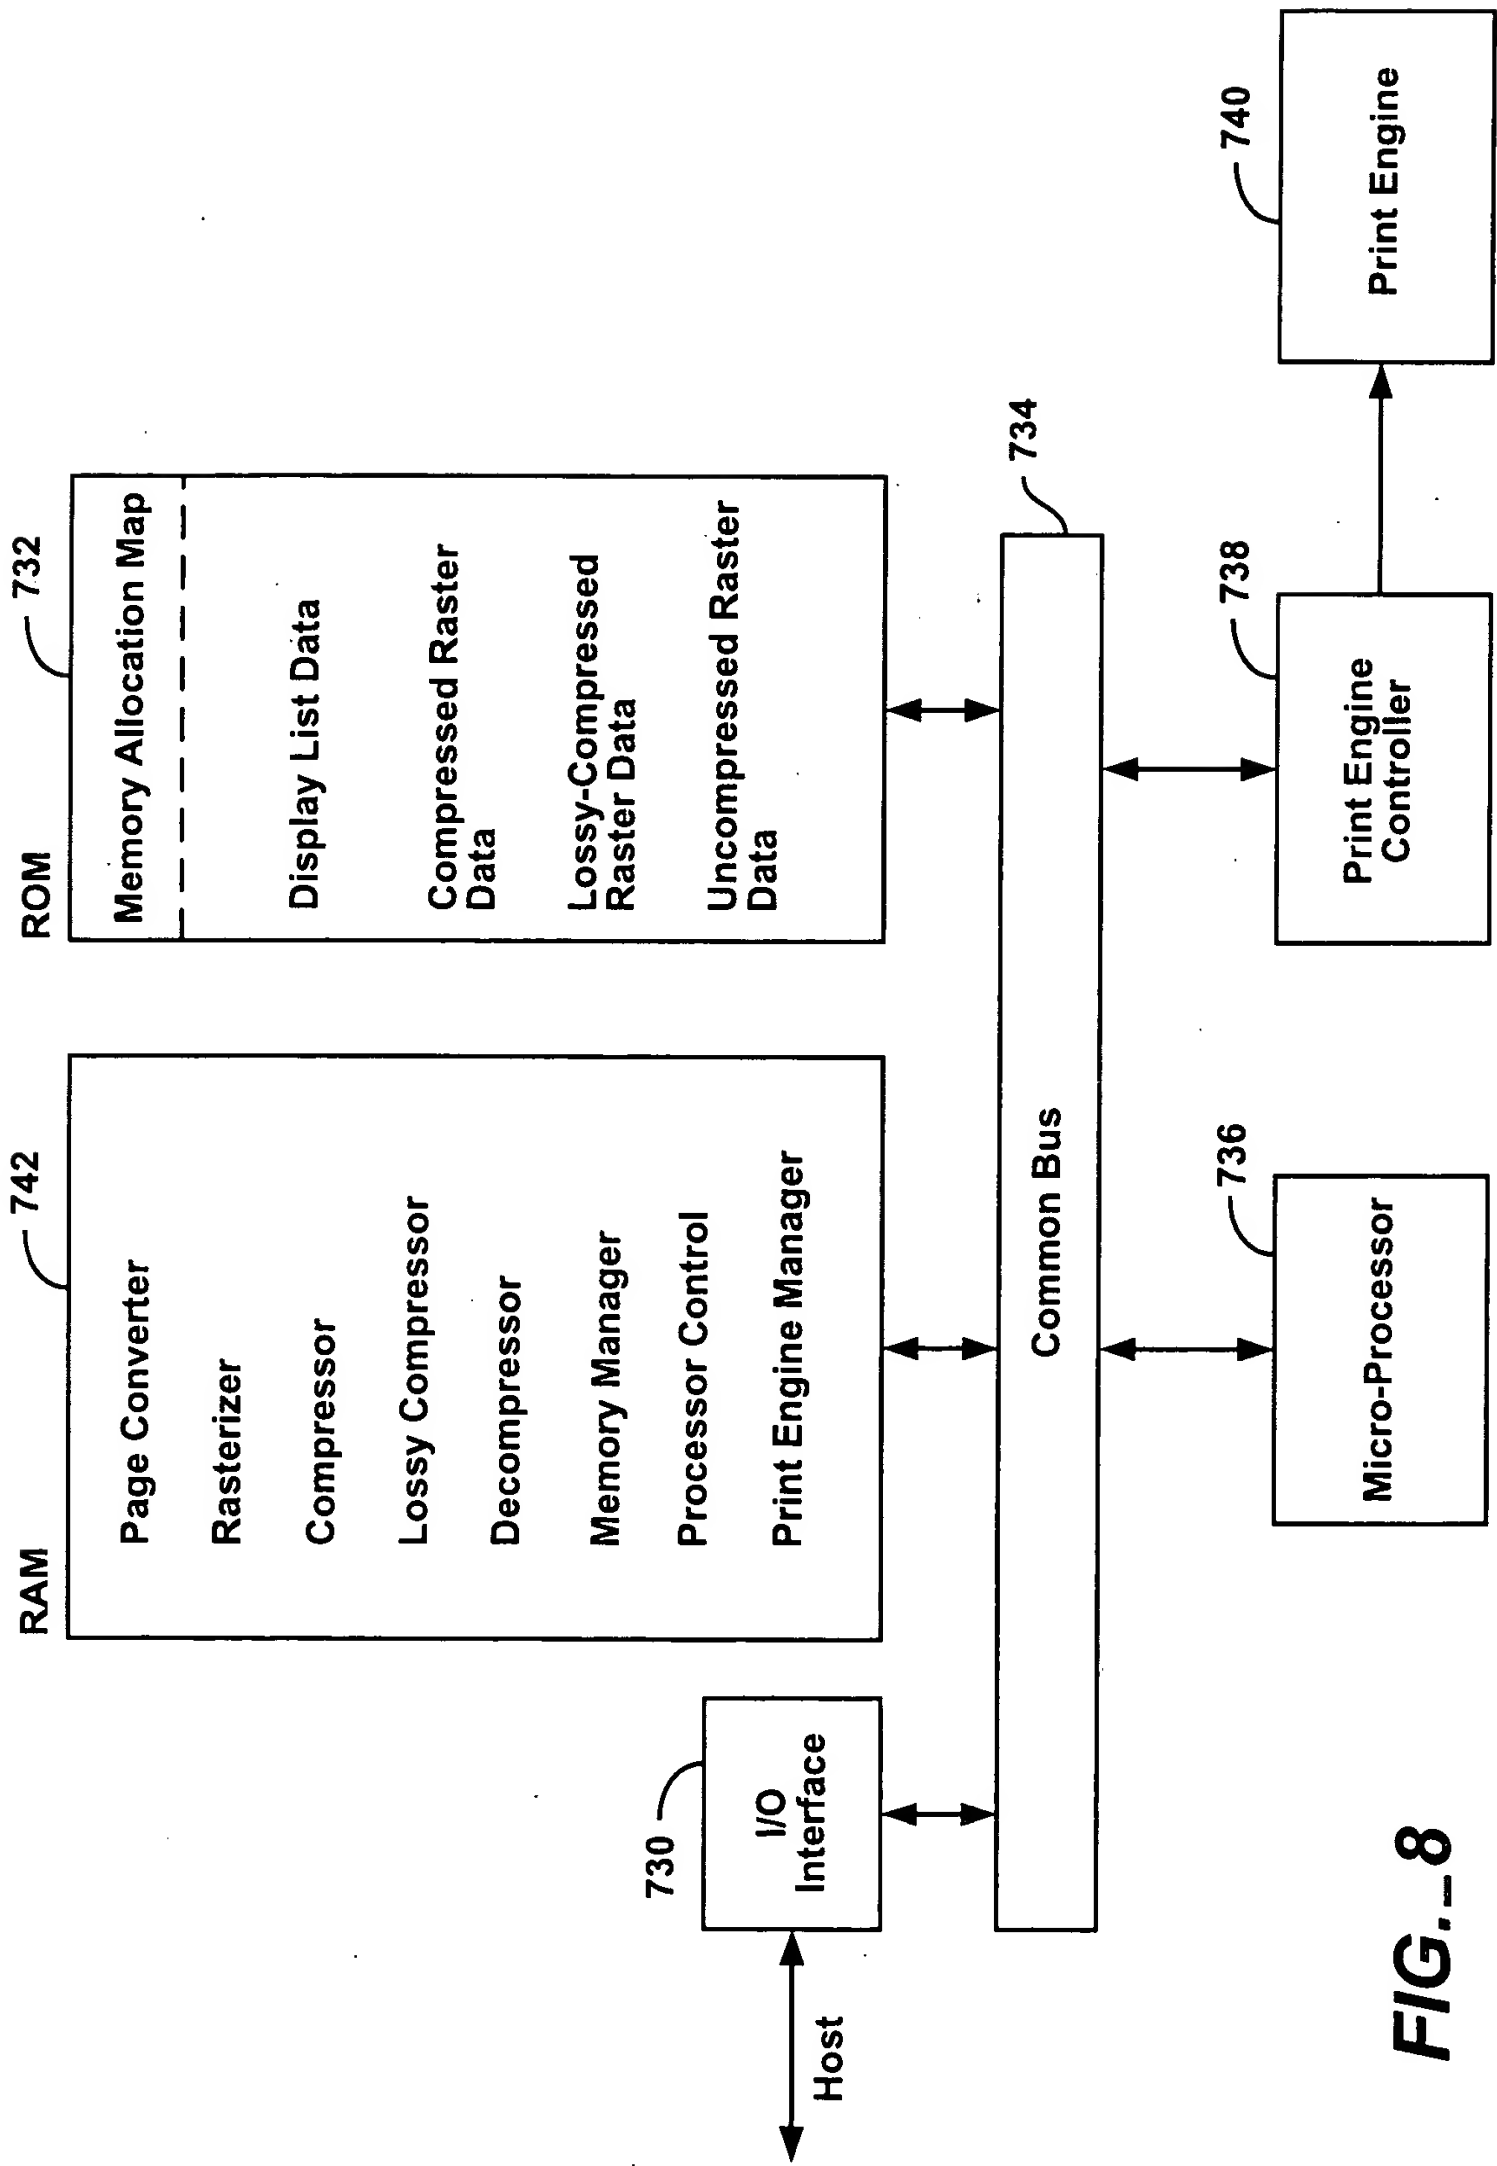 RAM
742
Page Converter
Rasterizer
Compressor
Lossy Compressor
Decompressor
Memory Manager
Processor Control
Print Engine Manager
ROM
732
Memory Allocation Map
Display List Data
Compressed Raster
Data
Lossy-Compressed
Raster Data
Uncompressed Raster
Data
730
I/O
Interface
Host
Common Bus
734
736
Micro-Processor
738
Print Engine
Controller
740
Print Engine
FIG._8